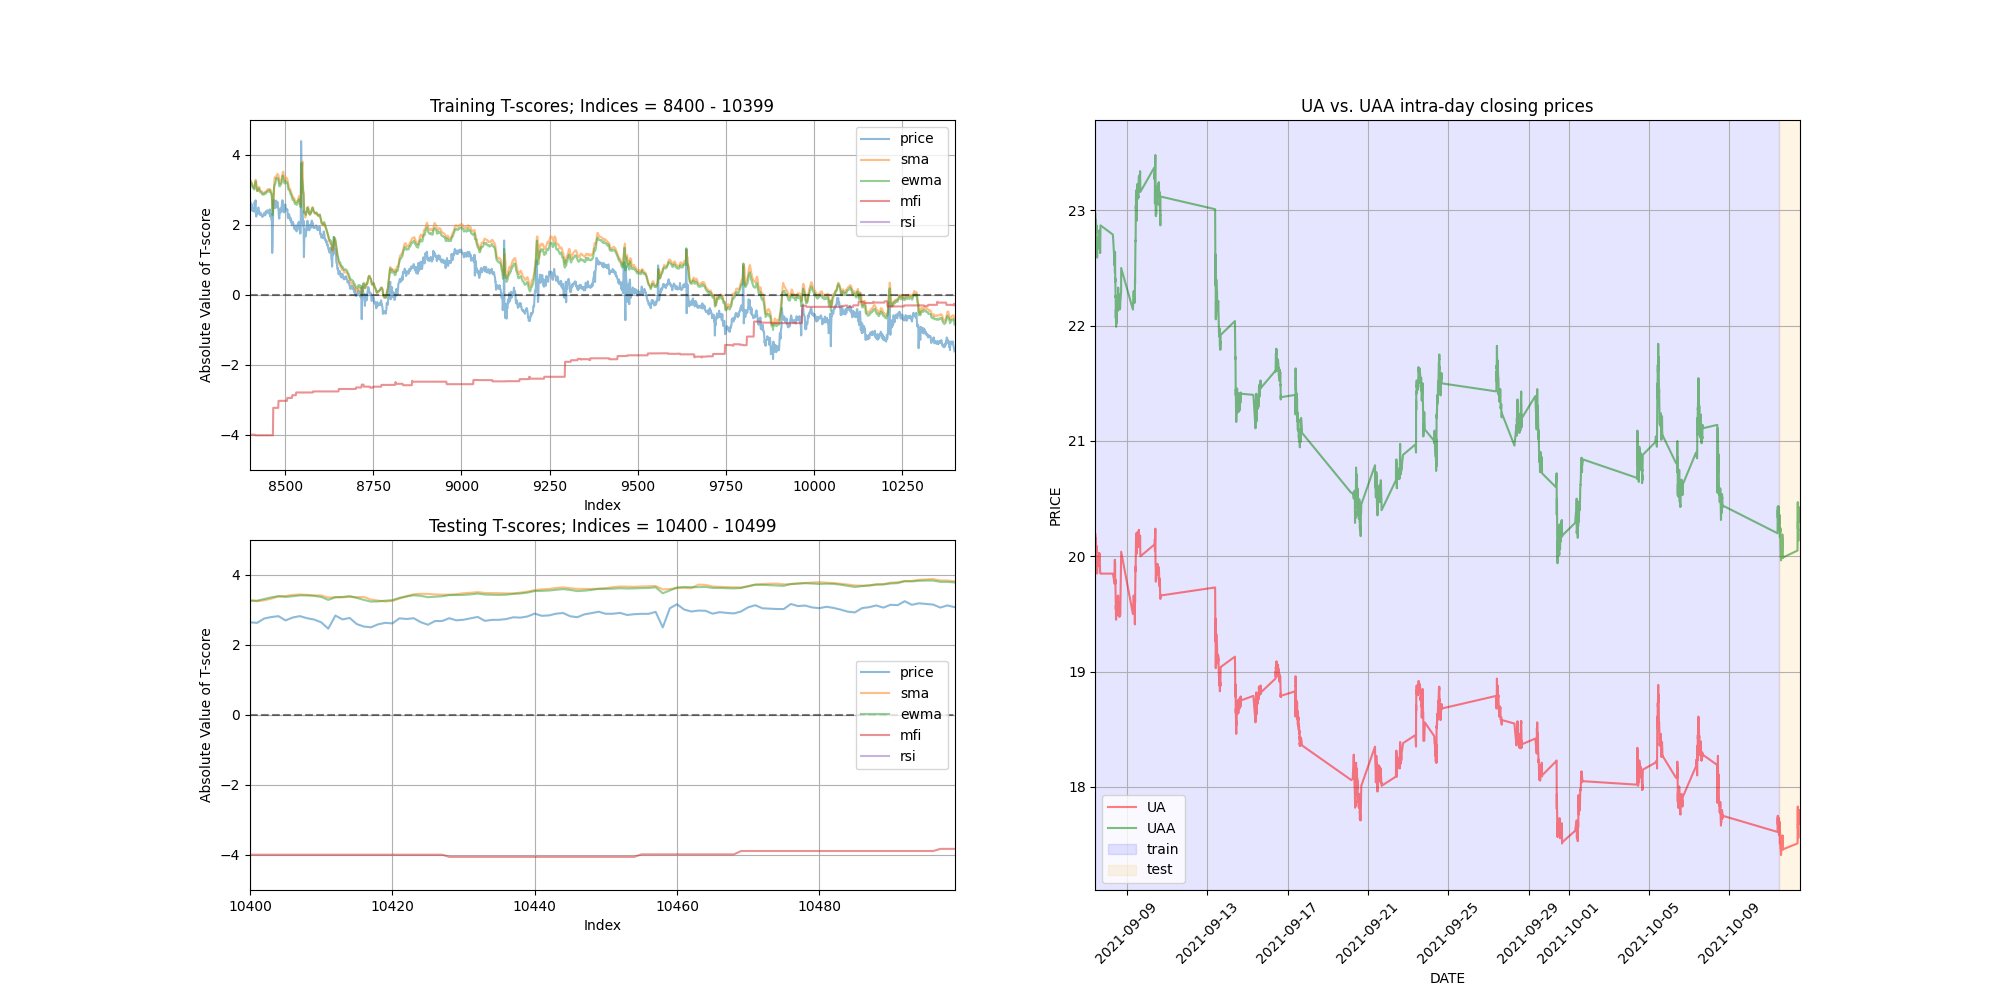 Training T-scores; Indices = 8400 - 10399
Absolute Value of T-score
4
2
0
−2
−4
price
sma
ewma
mfi
rsi
8500
8750
9000
9250
9500
9750
10000
10250
Index
Testing T-scores; Indices = 10400 - 10499
Absolute Value of T-score
4
2
0
−2
−4
price
sma
ewma
mfi
rsi
10400
10420
10440
10460
10480
Index
UA vs. UAA intra-day closing prices
PRICE
23
22
21
20
19
18
UA
UAA
train
test
2021-09-09
2021-09-13
2021-09-17
2021-09-21
2021-09-25
2021-09-29
2021-10-01
2021-10-05
2021-10-09
DATE